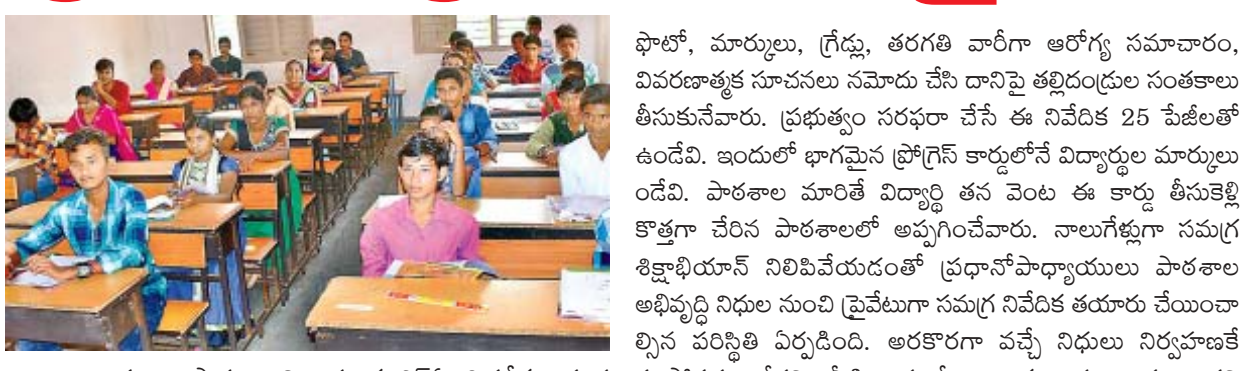 ఫొటో, మార్కులు, గ్రేడ్లు, తరగతి వారీగా ఆరోగ్య సమాచారం,
వివరణాత్మక సూచనలు నమోదు చేసి దానిపై తల్లిదండ్రుల సంతకాలు
తీసుకునేవారు. ప్రభుత్వం సరఫరా చేసే ఈ నివేదిక 25 పేజీలతో
ఉండేవి. ఇందులో భాగమైన ప్రోగ్రెస్ కార్డులోనే విద్యార్థుల మార్కులు
ండేవి. పాఠశాల మారితే విద్యార్థి తన వెంట ఈ కార్డు తీసుకెళ్లి
కొత్తగా చేరిన పాఠశాలలో అప్పగించేవారు. నాలుగేళ్లుగా సమగ్ర
శిక్షాభియాన్ నిలిపివేయడంతో ప్రధానోపాధ్యాయులు పాఠశాల
అభివృద్ధి నిధుల నుంచి ప్రైవేటుగా సమగ్ర నివేదిక తయారు చేయించా
ల్సిన పరిస్థితి ఏర్పడింది. అరకొరగా వచ్చే నిధులు నిర్వహణకే